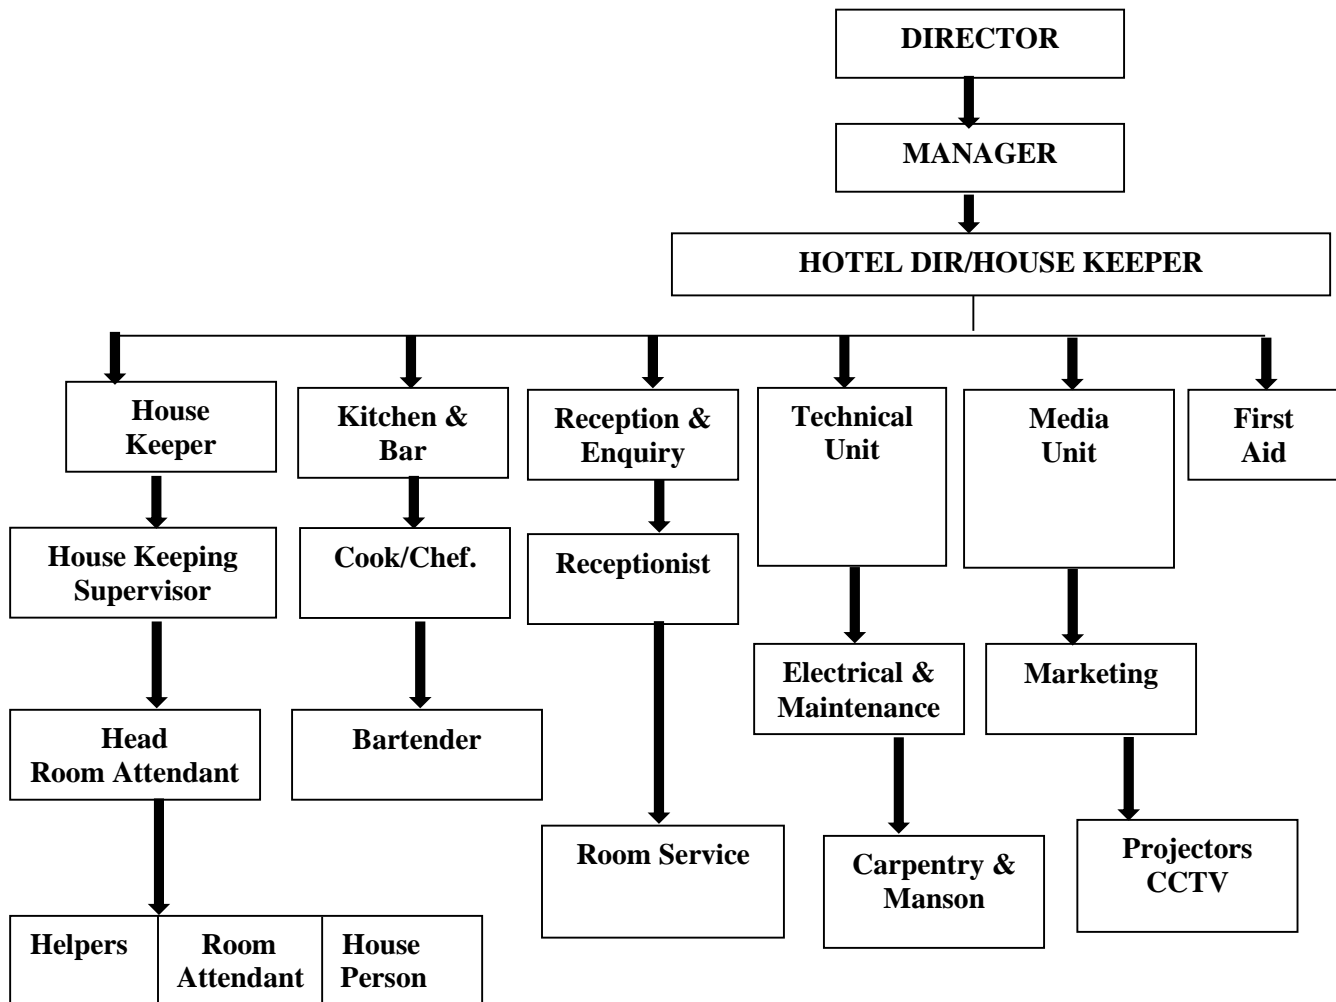 DIRECTOR
MANAGER
HOTEL DIR/HOUSE KEEPER
House
Keeper
Kitchen &
Bar
Reception &
Enquiry
Technical
Unit
Media
Unit
First
Aid
House Keeping
Supervisor
Cook/Chef.
Receptionist
Electrical &
Maintenance
Marketing
Head
Room Attendant
Bartender
Room Service
Carpentry &
Manson
Projectors
CCTV
Helpers
Room
Attendant
House
Person